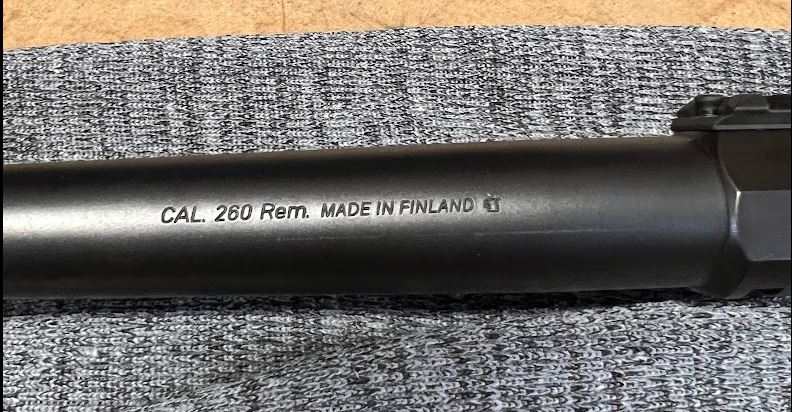 CAL. 260 Rem. MADE IN FINLAND